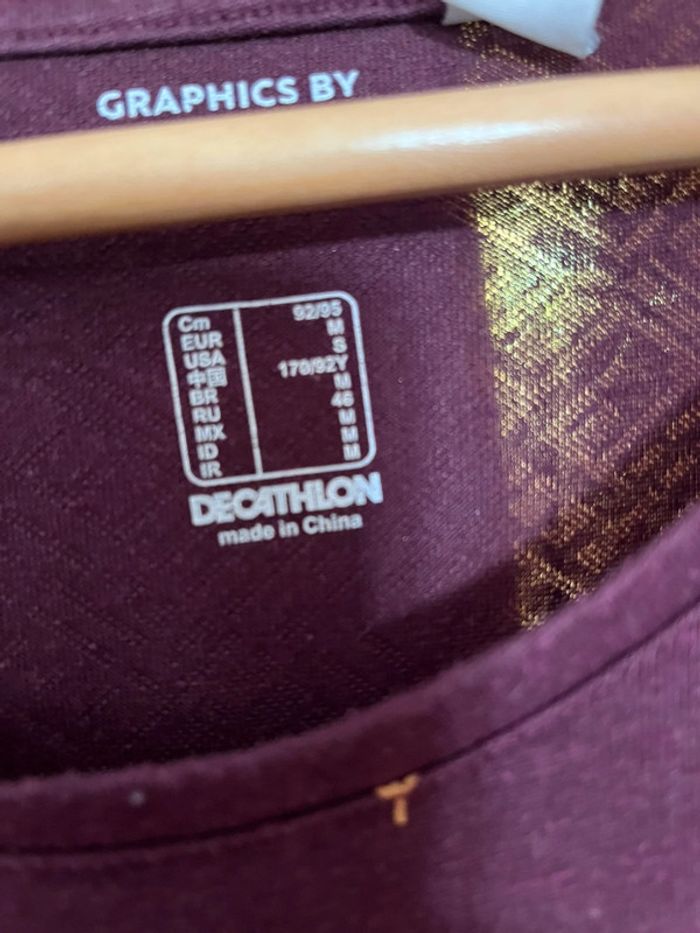 GRAPHICS BY
Cm 92/95
EUR M
USA S
中国 170/92Y
BR M
RU 46
MX M
ID M
IR M
DECATHLON
made in China